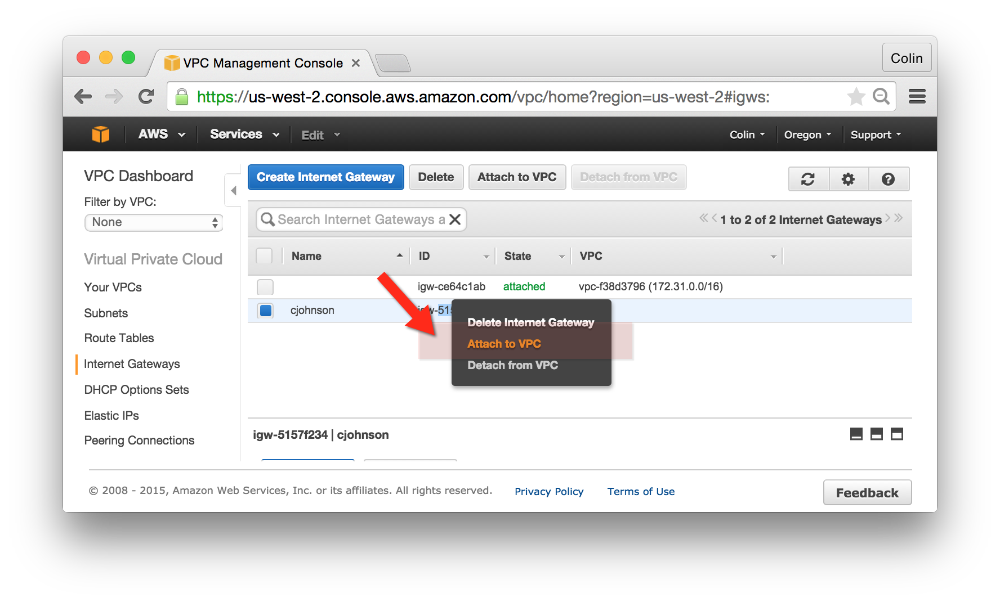 VPC Management Console
Colin
https://us-west-2.console.aws.amazon.com/vpc/home?region=us-west-2#igws:
AWS Services Edit Colin Oregon Support
VPC Dashboard
Filter by VPC:
None
Virtual Private Cloud
Your VPCs
Subnets
Route Tables
Internet Gateways
DHCP Options Sets
Elastic IPs
Peering Connections
Create Internet Gateway Delete Attach to VPC Detach from VPC
Search Internet Gateways a
1 to 2 of 2 Internet Gateways
Name ID State VPC
igw-ce64c1ab attached vpc-f38d3796 (172.31.0.0/16)
cjohnson
Delete Internet Gateway
Attach to VPC
Detach from VPC
igw-5157f234 | cjohnson
© 2008 - 2015, Amazon Web Services, Inc. or its affiliates. All rights reserved. Privacy Policy Terms of Use
Feedback